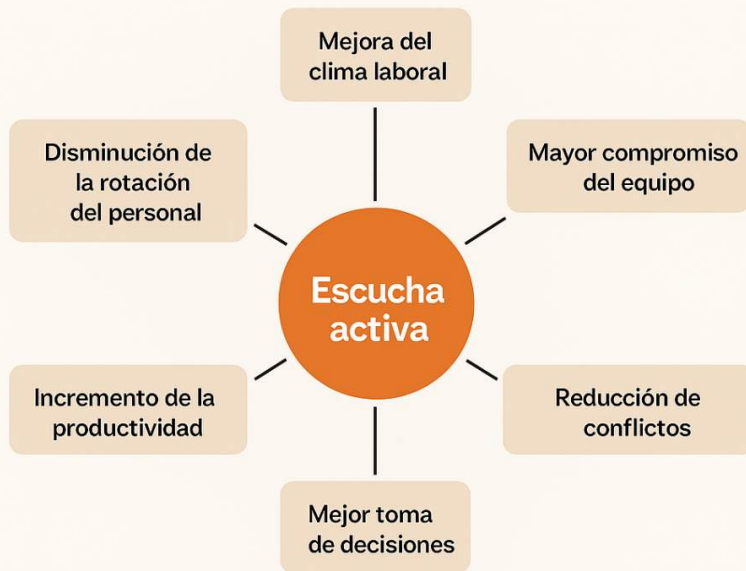 Mejora del
clima laboral
Disminución de
la rotación
del personal
Mayor compromiso
del equipo
Escucha
activa
Incremento de la
productividad
Reducción de
conflictos
Mejor toma
de decisiones